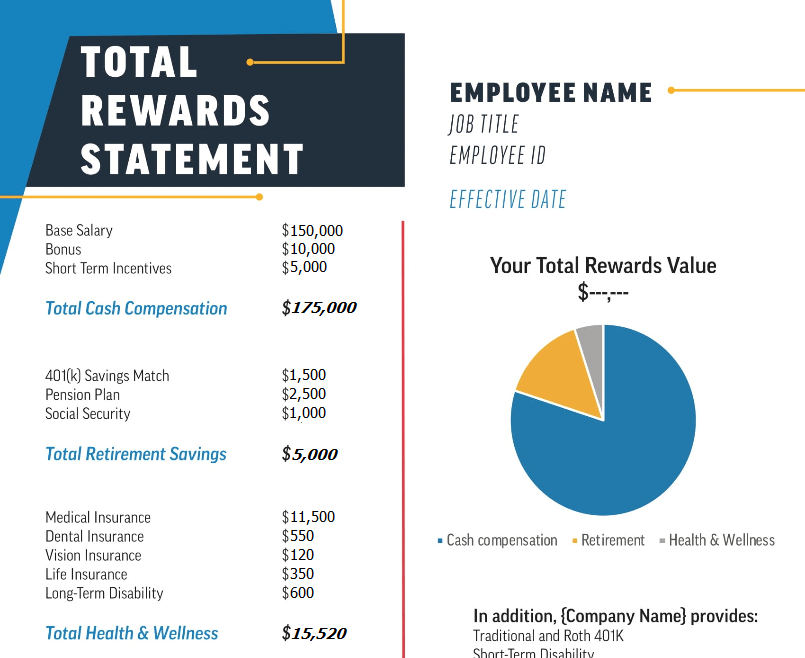 TOTAL
REWARDS
STATEMENT
EMPLOYEE NAME
JOB TITLE
EMPLOYEE ID
EFFECTIVE DATE
Base Salary $150,000
Bonus $10,000
Short Term Incentives $5,000
Total Cash Compensation $175,000
401(k) Savings Match $1,500
Pension Plan $2,500
Social Security $1,000
Total Retirement Savings $5,000
Medical Insurance $11,500
Dental Insurance $550
Vision Insurance $120
Life Insurance $350
Long-Term Disability $600
Total Health & Wellness $15,520
Your Total Rewards Value
$---,---
Cash compensation Retirement Health & Wellness
In addition, {Company Name} provides:
Traditional and Roth 401K
Short-Term Disability